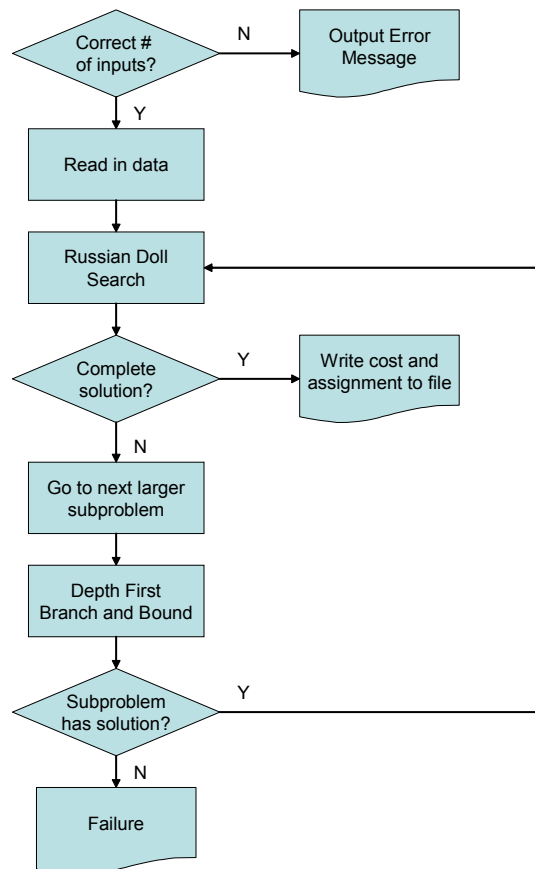 Correct #
of inputs?
N
Output Error
Message
Y
Read in data
Russian Doll
Search
Complete
solution?
Y
Write cost and
assignment to file
N
Go to next larger
subproblem
Depth First
Branch and Bound
Subproblem
has solution?
Y
N
Failure